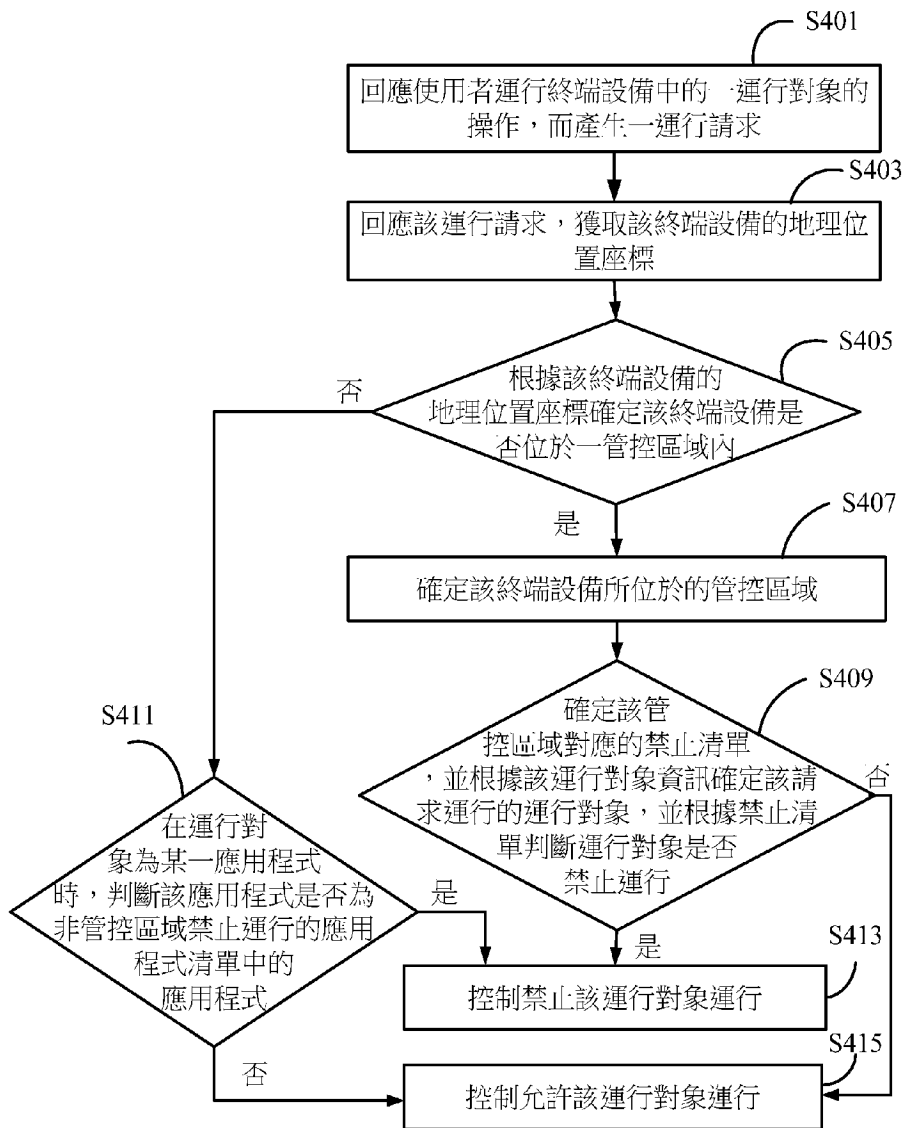 S401
回應使用者運行終端設備中的一運行對象的
操作，而產生一運行請求
S403
回應該運行請求，獲取該終端設備的地理位
置座標
S405
根據該終端設備的
地理位置座標確定該終端設備是
否位於一管控區域內
否
是
S407
確定該終端設備所位於的管控區域
S409
確定該管
控區域對應的禁止清單
，並根據該運行對象資訊確定該請
求運行的運行對象，並根據禁止清
單判斷運行對象是否
禁止運行
否
是
S411
在運行對
象為某一應用程式
時，判斷該應用程式是否為
非管控區域禁止運行的應用
程式清單中的
應用程式
是
否
S413
控制禁止該運行對象運行
S415
控制允許該運行對象運行